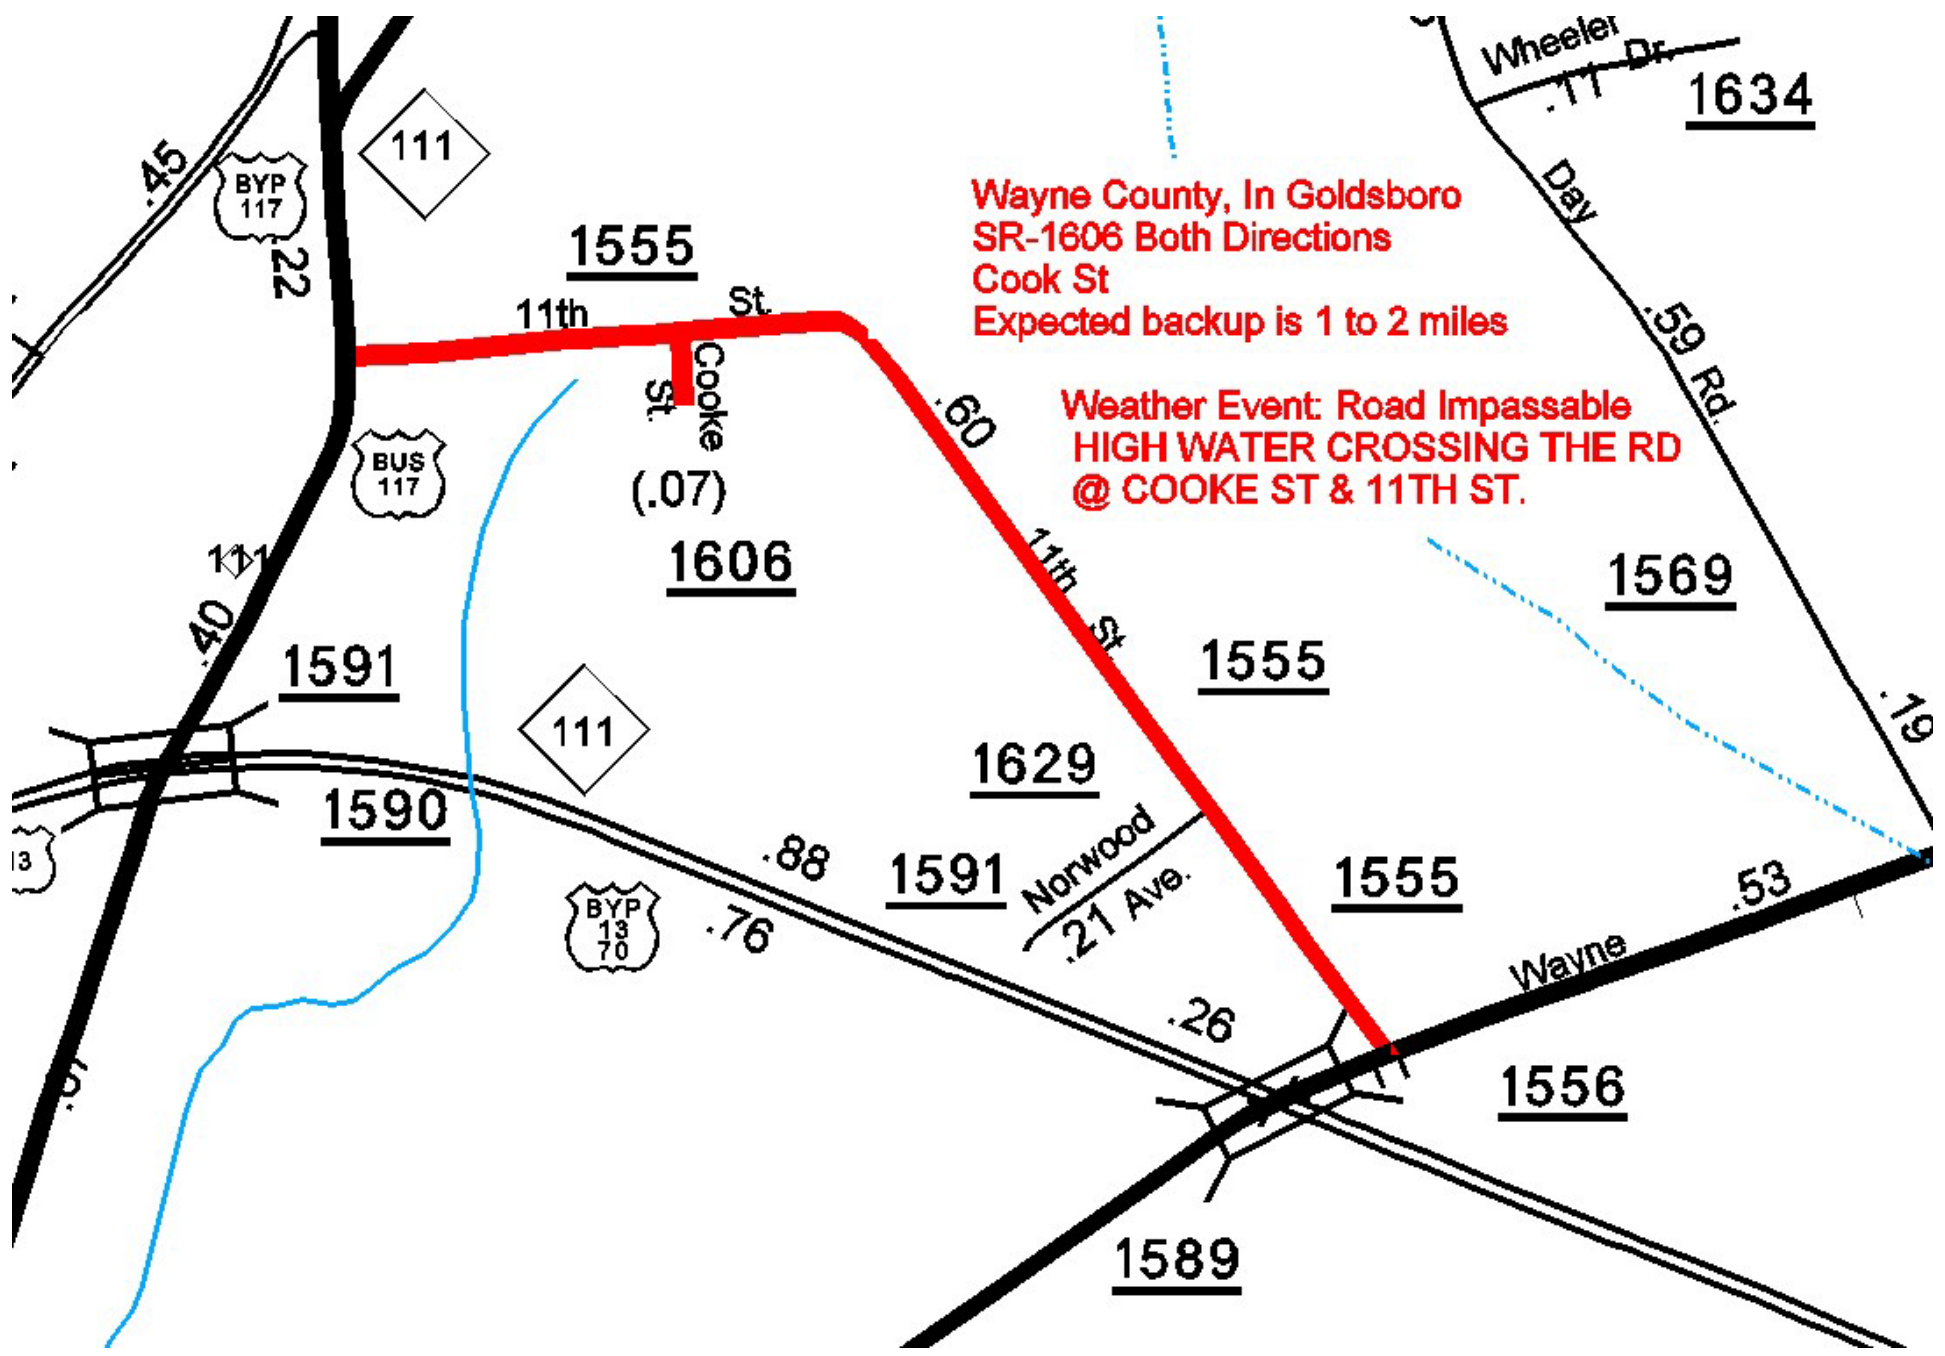 Wheeler Dr.
.11
1634
.45
BYP
117
111
.22
Day Rd.
.59
Wayne County, In Goldsboro
SR-1606 Both Directions
Cook St
Expected backup is 1 to 2 miles
1555
11th St.
Cooke St.
(.07)
1606
.60
Weather Event: Road Impassable
HIGH WATER CROSSING THE RD
@ COOKE ST & 11TH ST.
BUS
117
111
.40
1591
11th St.
1569
1555
.19
111
1629
1590
13
.88
1591
Norwood Ave.
.21
1555
.53
BYP
13
70
.76
Wayne
.26
1556
1589